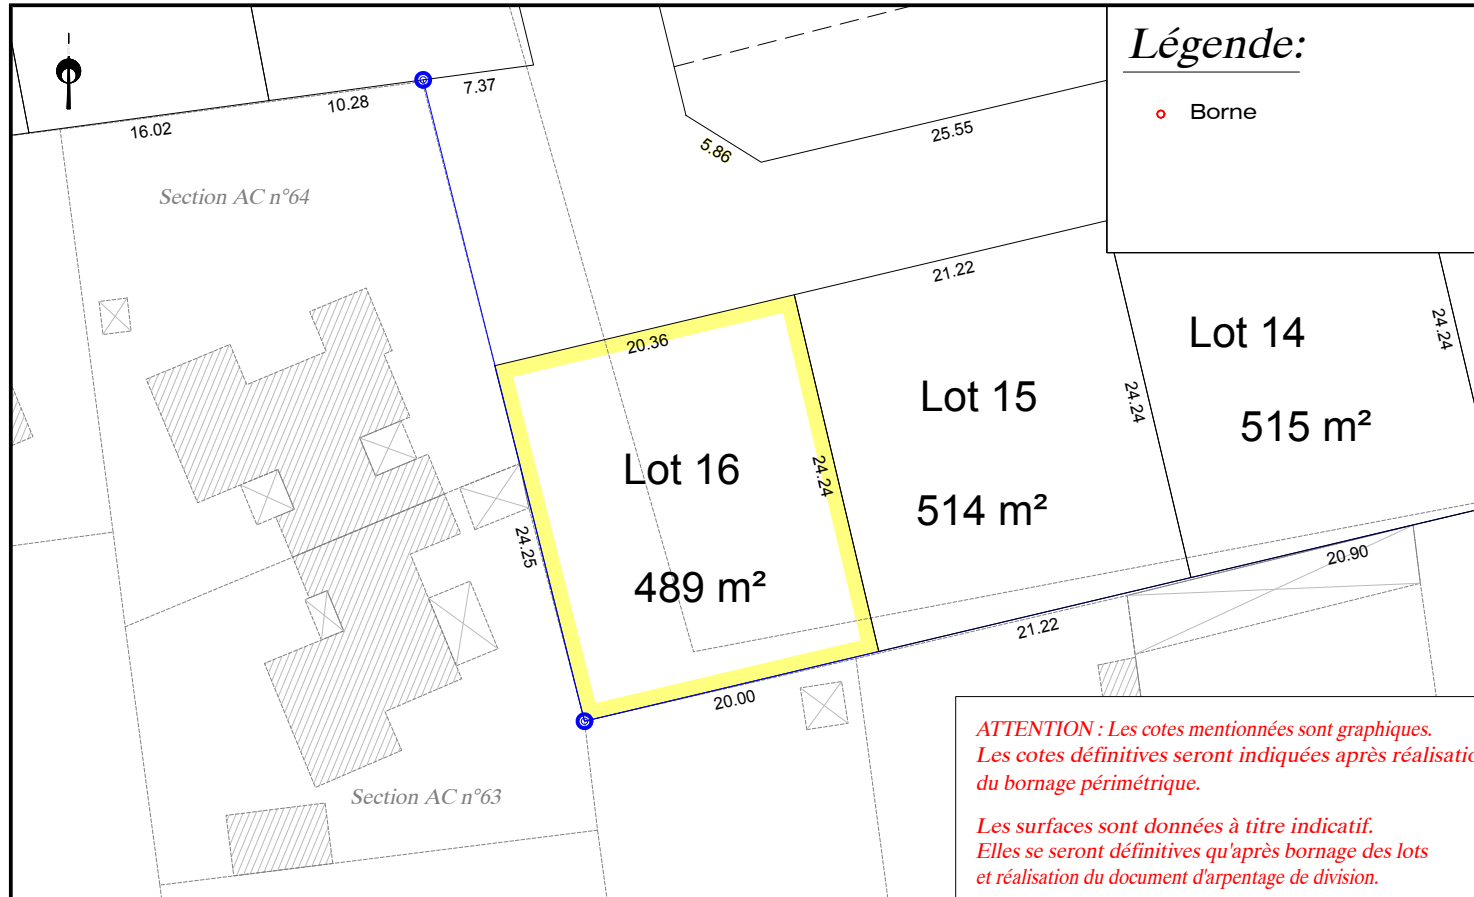 Légende:
Borne
16.02
10.28
7.37
5.86
25.55
Section AC n°64
21.22
20.36
24.24
Lot 14
515 m²
24.24
Lot 15
514 m²
24.24
Lot 16
489 m²
24.25
20.90
21.22
20.00
Section AC n°63
ATTENTION : Les cotes mentionnées sont graphiques.
Les cotes définitives seront indiquées après réalisatio
du bornage périmétrique.
Les surfaces sont données à titre indicatif.
Elles se seront définitives qu'après bornage des lots
et réalisation du document d'arpentage de division.